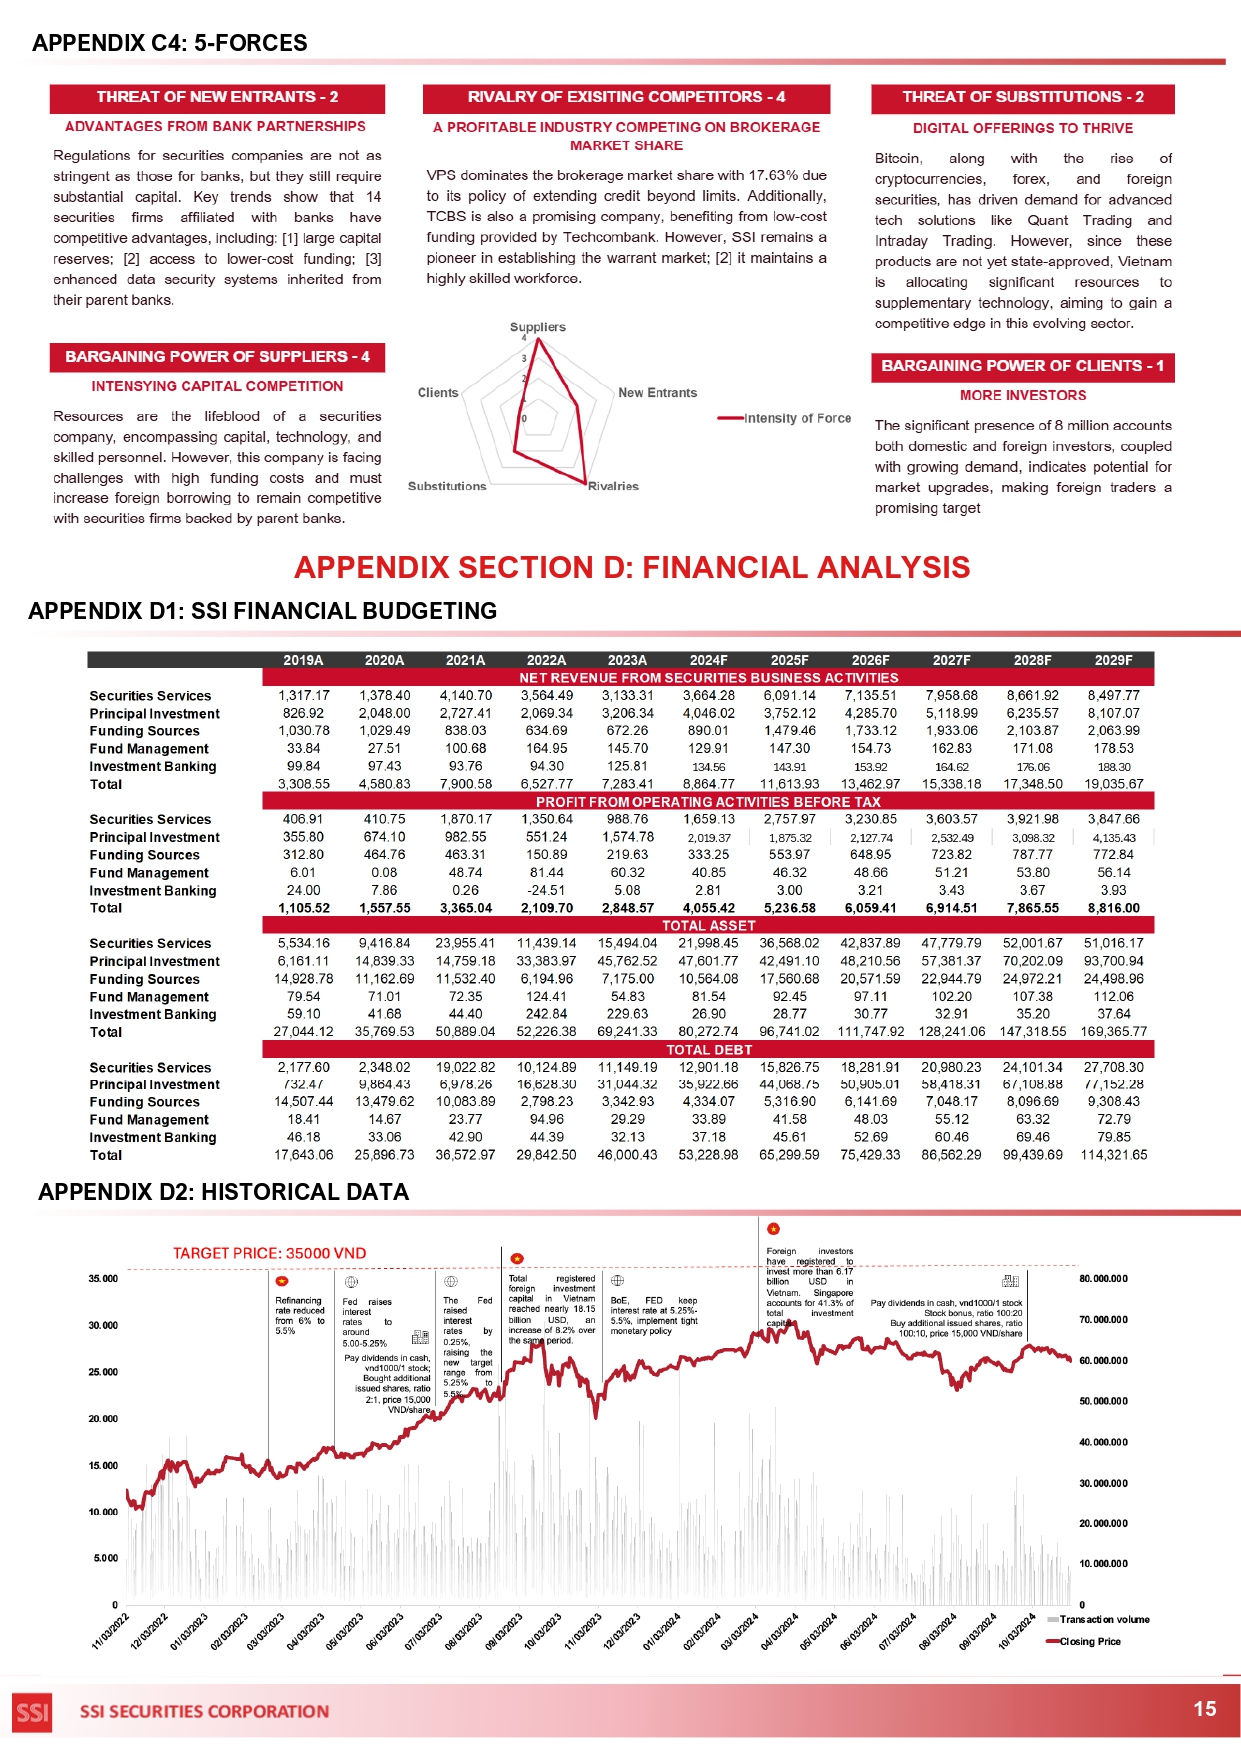 APPENDIX C4: 5-FORCES
THREAT OF NEW ENTRANTS - 2
ADVANTAGES FROM BANK PARTNERSHIPS
Regulations for securities companies are not as
stringent as those for banks, but they still require
substantial capital. Key trends show that 14
securities firms affiliated with banks have
competitive advantages, including: [1] large capital
reserves; [2] access to lower-cost funding; [3]
enhanced data security systems inherited from
their parent banks.
BARGAINING POWER OF SUPPLIERS - 4
INTENSYING CAPITAL COMPETITION
Resources are the lifeblood of a securities
company, encompassing capital, technology, and
skilled personnel. However, this company is facing
challenges with high funding costs and must
increase foreign borrowing to remain competitive
with securities firms backed by parent banks.
RIVALRY OF EXISITING COMPETITORS - 4
A PROFITABLE INDUSTRY COMPETING ON BROKERAGE
MARKET SHARE
VPS dominates the brokerage market share with 17.63% due
to its policy of extending credit beyond limits. Additionally,
TCBS is also a promising company, benefiting from low-cost
funding provided by Techcombank. However, SSI remains a
pioneer in establishing the warrant market; [2] it maintains a
highly skilled workforce.
Suppliers
4
3
2
1
0
Clients
New Entrants
Intensity of Force
Substitutions
Rivalries
THREAT OF SUBSTITUTIONS - 2
DIGITAL OFFERINGS TO THRIVE
Bitcoin, along with the rise of
cryptocurrencies, forex, and foreign
securities, has driven demand for advanced
tech solutions like Quant Trading and
Intraday Trading. However, since these
products are not yet state-approved, Vietnam
is allocating significant resources to
supplementary technology, aiming to gain a
competitive edge in this evolving sector.
BARGAINING POWER OF CLIENTS - 1
MORE INVESTORS
The significant presence of 8 million accounts
both domestic and foreign investors, coupled
with growing demand, indicates potential for
market upgrades, making foreign traders a
promising target
APPENDIX SECTION D: FINANCIAL ANALYSIS
APPENDIX D1: SSI FINANCIAL BUDGETING
2019A 2020A 2021A 2022A 2023A 2024F 2025F 2026F 2027F 2028F 2029F
NET REVENUE FROM SECURITIES BUSINESS ACTIVITIES
Securities Services 1,317.17 1,378.40 4,140.70 3,564.49 3,133.31 3,664.28 6,091.14 7,135.51 7,958.68 8,661.92 8,497.77
Principal Investment 826.92 2,048.00 2,727.41 2,069.34 3,206.34 4,046.02 3,752.12 4,285.70 5,118.99 6,235.57 8,107.07
Funding Sources 1,030.78 1,029.49 838.03 634.69 672.26 890.01 1,479.46 1,733.12 1,933.06 2,103.87 2,063.99
Fund Management 33.84 27.51 100.68 164.95 145.70 129.91 147.30 154.73 162.83 171.08 178.53
Investment Banking 99.84 97.43 93.76 94.30 125.81 134.56 143.91 153.92 164.62 176.06 188.30
Total 3,308.55 4,580.83 7,900.58 6,527.77 7,283.41 8,864.77 11,613.93 13,462.97 15,338.18 17,348.50 19,035.67
PROFIT FROM OPERATING ACTIVITIES BEFORE TAX
Securities Services 406.91 410.75 1,870.17 1,350.64 988.76 1,659.13 2,757.97 3,230.85 3,603.57 3,921.98 3,847.66
Principal Investment 355.80 674.10 982.55 551.24 1,574.78 2,019.37 1,875.32 2,127.74 2,532.49 3,098.32 4,135.43
Funding Sources 312.80 464.76 463.31 150.89 219.63 333.25 553.97 648.95 723.82 787.77 772.84
Fund Management 6.01 0.08 48.74 81.44 60.32 40.85 46.32 48.66 51.21 53.80 56.14
Investment Banking 24.00 7.86 0.26 -24.51 5.08 2.81 3.00 3.21 3.43 3.67 3.93
Total 1,105.52 1,557.55 3,365.04 2,109.70 2,848.57 4,055.42 5,236.58 6,059.41 6,914.51 7,865.55 8,816.00
TOTAL ASSET
Securities Services 5,534.16 9,416.84 23,955.41 11,439.14 15,494.04 21,998.45 36,568.02 42,837.89 47,779.79 52,001.67 51,016.17
Principal Investment 6,161.11 14,839.33 14,759.18 33,383.97 45,762.52 47,601.77 42,491.10 48,210.56 57,381.37 70,202.09 93,700.94
Funding Sources 14,928.78 11,162.69 11,532.40 6,194.96 7,175.00 10,564.08 17,560.68 20,571.59 22,944.79 24,972.21 24,498.96
Fund Management 79.54 71.01 72.35 124.41 54.83 81.54 92.45 97.11 102.20 107.38 112.06
Investment Banking 59.10 41.68 44.40 242.84 229.63 26.90 28.77 30.77 32.91 35.20 37.64
Total 27,044.12 35,769.53 50,889.04 52,226.38 69,241.33 80,272.74 96,741.02 111,747.92 128,241.06 147,318.55 169,365.77
TOTAL DEBT
Securities Services 2,177.60 2,348.02 19,022.82 10,124.89 11,149.19 12,901.18 15,826.75 18,281.91 20,980.23 24,101.34 27,708.30
Principal Investment 732.47 9,864.43 6,978.26 16,628.30 31,044.32 35,922.66 44,068.75 50,905.01 58,418.31 67,108.88 77,152.28
Funding Sources 14,507.44 13,479.62 10,083.89 2,798.23 3,342.93 4,334.07 5,316.90 6,141.69 7,048.17 8,096.69 9,308.43
Fund Management 18.41 14.67 23.77 94.96 29.29 33.89 41.58 48.03 55.12 63.32 72.79
Investment Banking 46.18 33.06 42.90 44.39 32.13 37.18 45.61 52.69 60.46 69.46 79.85
Total 17,643.06 25,896.73 36,572.97 29,842.50 46,000.43 53,228.98 65,299.59 75,429.33 86,562.29 99,439.69 114,321.65
APPENDIX D2: HISTORICAL DATA
TARGET PRICE: 35000 VND
35.000
30.000
25.000
20.000
15.000
10.000
5.000
0
Refinancing
rate reduced
from 6% to
5.5%
Fed raises
interest
rates to
around
5.00-5.25%
Pay dividends in cash,
vnd1000/1 stock;
Bought additional
issued shares, ratio
2:1, price 15,000
VND/share
The Fed
raised
interest
rates by
0.25%,
raising the
new target
range from
5.25% to
5.5%
Total registered
foreign investment
capital in Vietnam
reached nearly 18.15
billion USD, an
increase of 8.2% over
the same period.
BoE, FED keep
interest rate at 5.25%-
5.5%, implement tight
monetary policy
Foreign investors
have registered to
invest more than 6.17
billion USD in
Vietnam. Singapore
accounts for 41.3% of
total investment
capital.
Pay dividends in cash, vnd1000/1 stock
Stock bonus, ratio 100:20
Buy additional issued shares, ratio
100:10, price 15,000 VND/share
80.000.000
70.000.000
60.000.000
50.000.000
40.000.000
30.000.000
20.000.000
10.000.000
0
11/03/2022 12/03/2022 01/03/2023 02/03/2023 03/03/2023 04/03/2023 05/03/2023 06/03/2023 07/03/2023 08/03/2023 09/03/2023 10/03/2023 11/03/2023 12/03/2023 01/03/2024 02/03/2024 03/03/2024 04/03/2024 05/03/2024 06/03/2024 07/03/2024 08/03/2024 09/03/2024 10/03/2024
Transaction volume
Closing Price
SSI
SSI SECURITIES CORPORATION
15